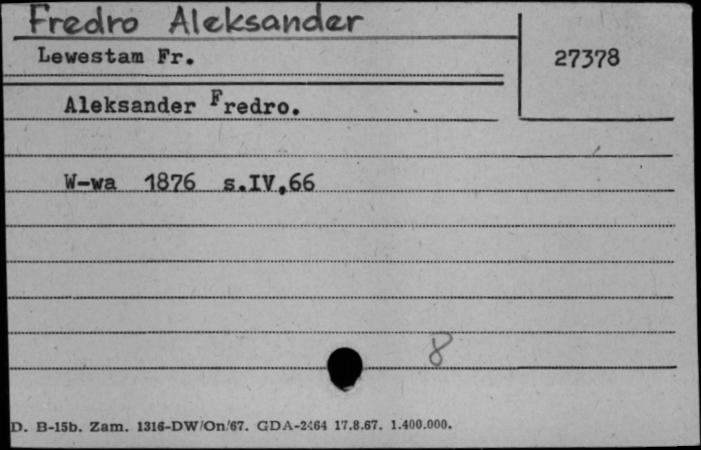 Fredro Aleksander
Lewestam Fr.
27378
Aleksander Fredro.
W-wa 1876 s.IV,66
8
D. B-15b. Zam. 1316-DW/On/67. GDA-2464 17.8.67. 1.400.000.